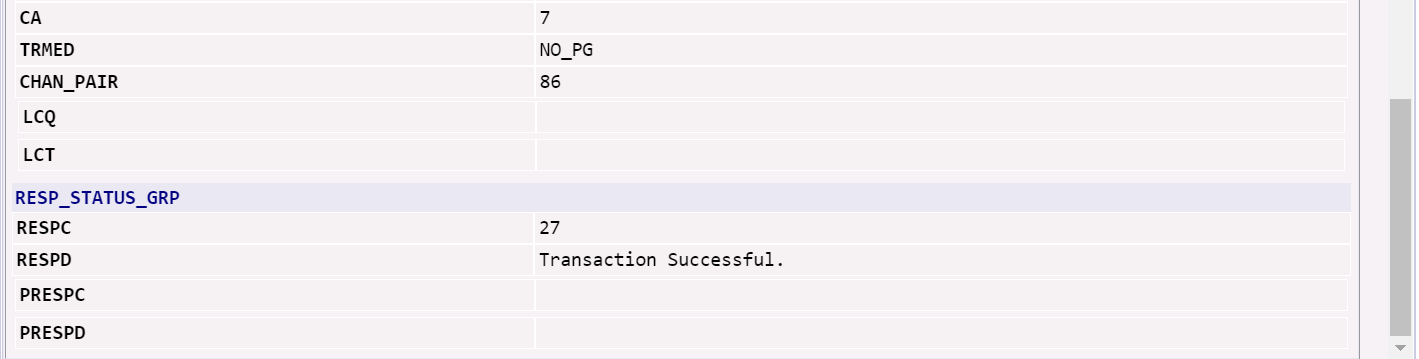 CA 7
TRMED NO_PG
CHAN_PAIR 86
LCQ
LCT
RESP_STATUS_GRP
RESPC 27
RESPD Transaction Successful.
PRESPC
PRESPD